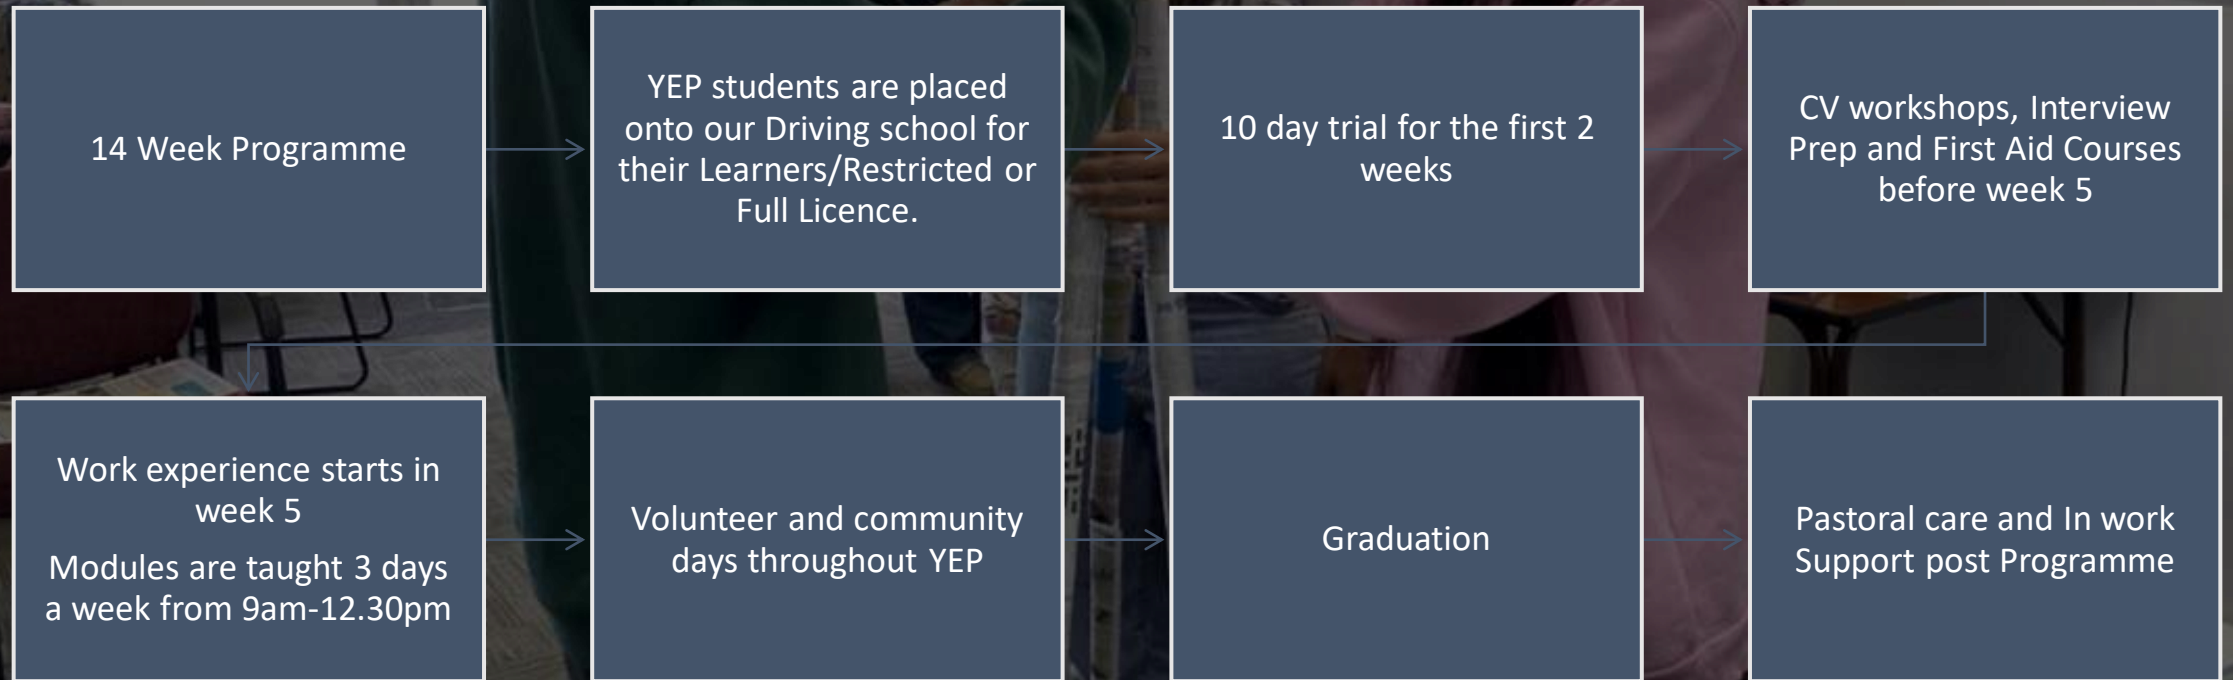 14 Week Programme
YEP students are placed
onto our Driving school for
their Learners/Restricted or
Full Licence.
10 day trial for the first 2
weeks
CV workshops, Interview
Prep and First Aid Courses
before week 5
Work experience starts in
week 5
Modules are taught 3 days
a week from 9am-12.30pm
Volunteer and community
days throughout YEP
Graduation
Pastoral care and In work
Support post Programme